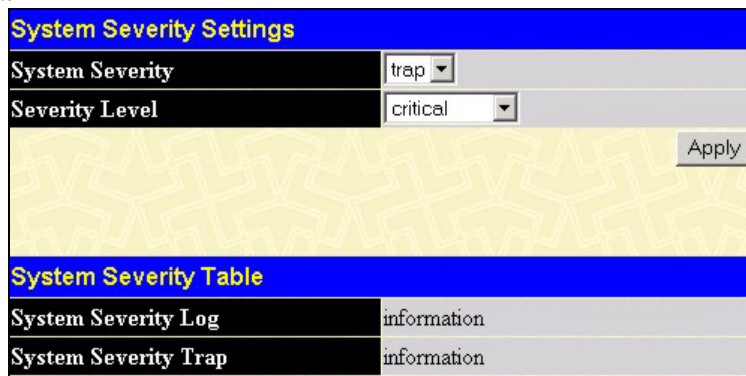 System Severity Settings
System Severity trap
Severity Level critical
Apply
System Severity Table
System Severity Log information
System Severity Trap information